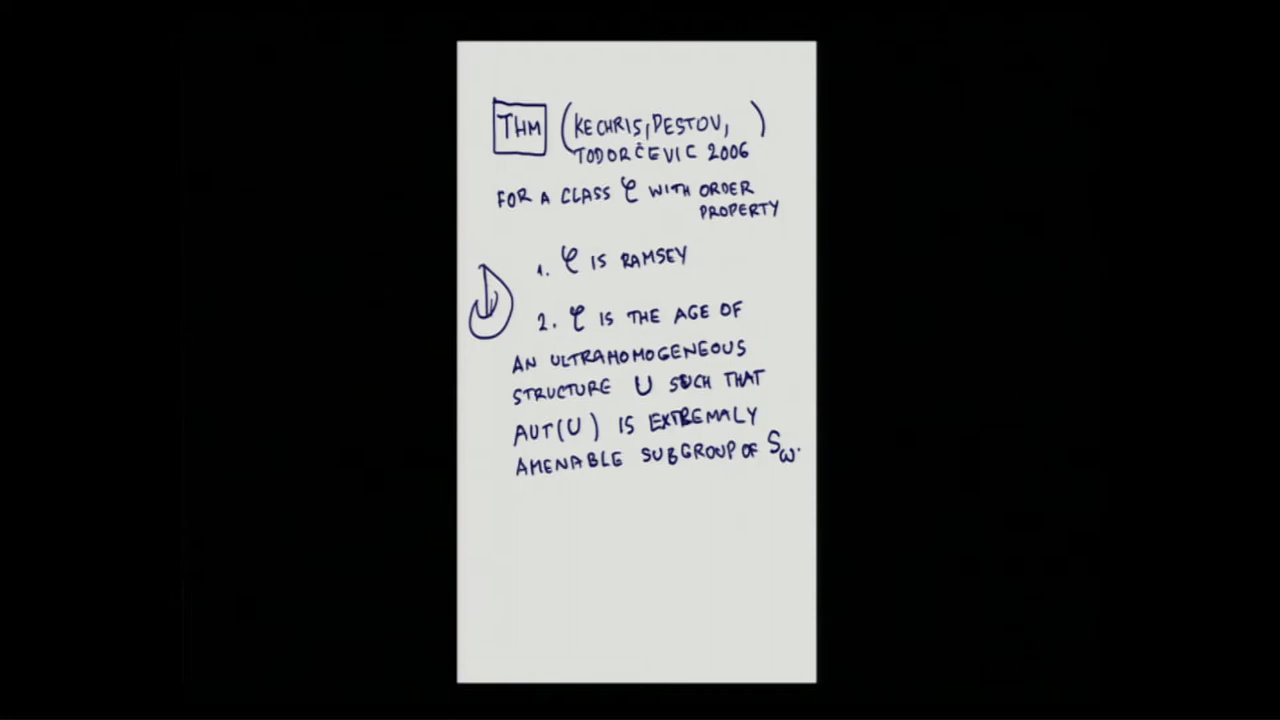 THM (KECHRIS, PESTOV,
TODORČEVIC 2006)
FOR A CLASS 𝒞 WITH ORDER
PROPERTY
1. 𝒞 IS RAMSEY
2. 𝒞 IS THE AGE OF
AN ULTRAHOMOGENEOUS
STRUCTURE U SUCH THAT
AUT(U) IS EXTREMALY
AMENABLE SUBGROUP OF Sω.